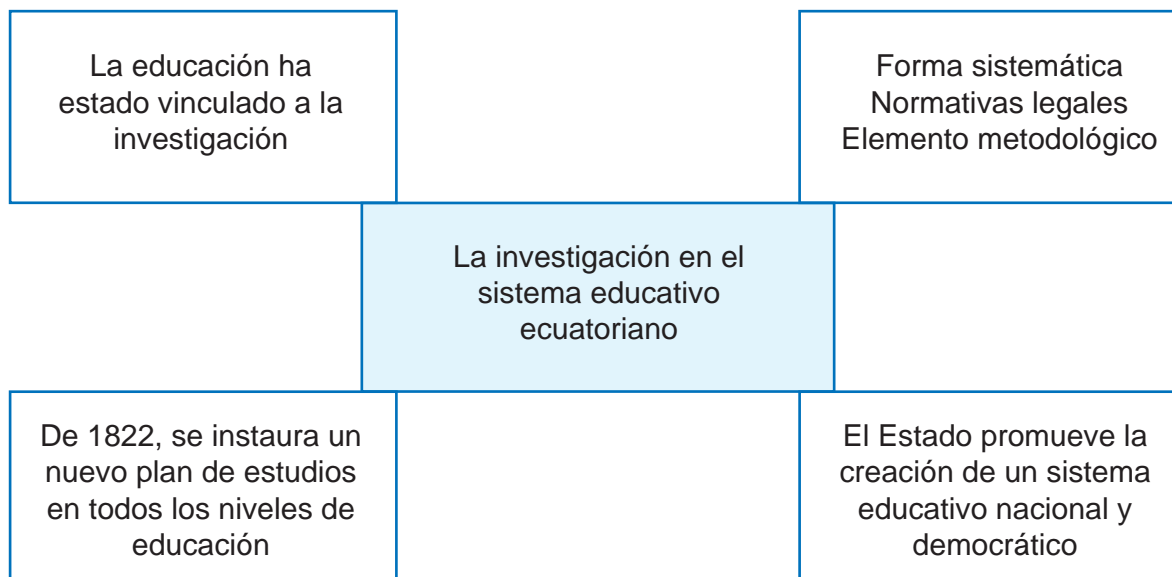 La educación ha
estado vinculado a la
investigación
Forma sistemática
Normativas legales
Elemento metodológico
La investigación en el
sistema educativo
ecuatoriano
De 1822, se instaura un
nuevo plan de estudios
en todos los niveles de
educación
El Estado promueve la
creación de un sistema
educativo nacional y
democrático